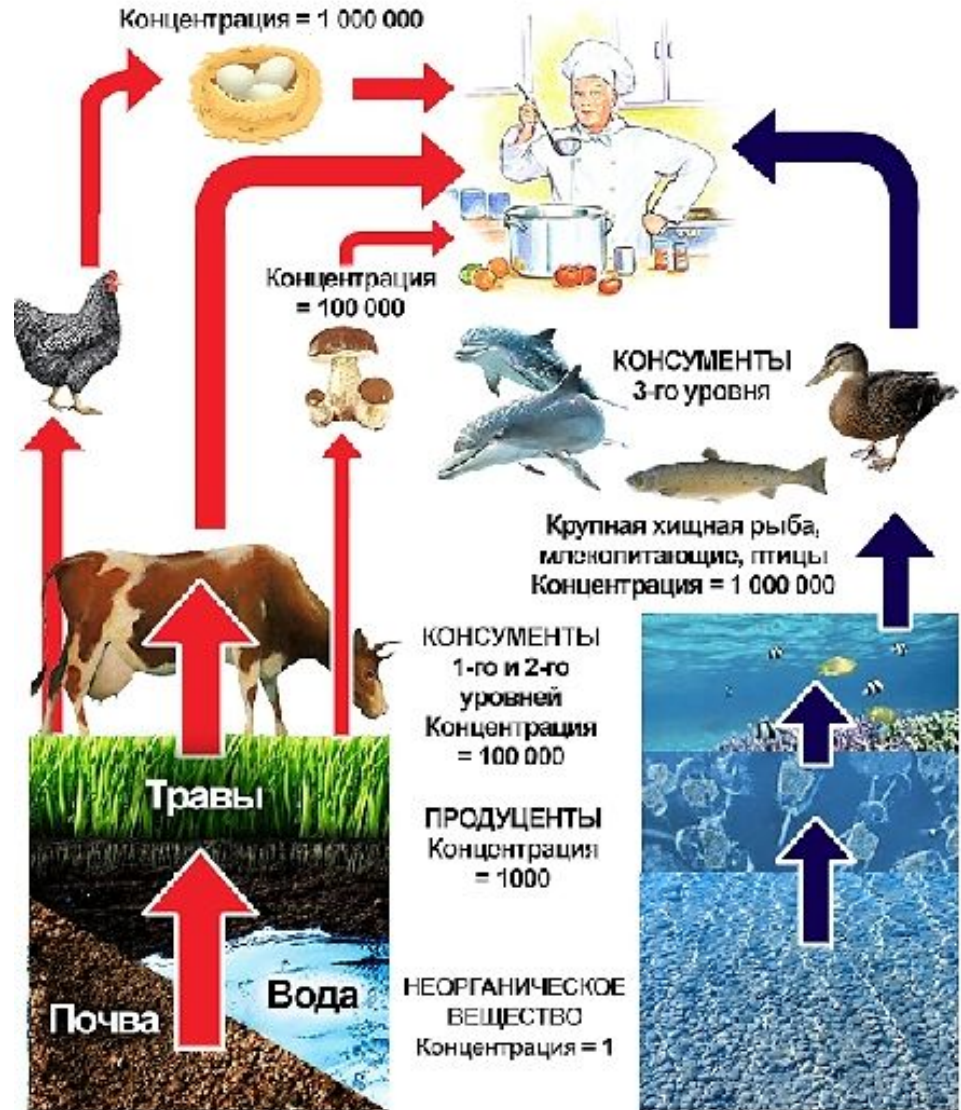 Концентрация = 1 000 000
Концентрация
= 100 000
КОНСУМЕНТЫ
3-го уровня
Крупная хищная рыба,
млекопитающие, птицы
Концентрация = 1 000 000
КОНСУМЕНТЫ
1-го и 2-го
уровней
Концентрация
= 100 000
Травы
ПРОДУЦЕНТЫ
Концентрация
= 1000
Почва
Вода
НЕОРГАНИЧЕСКОЕ
ВЕЩЕСТВО
Концентрация = 1